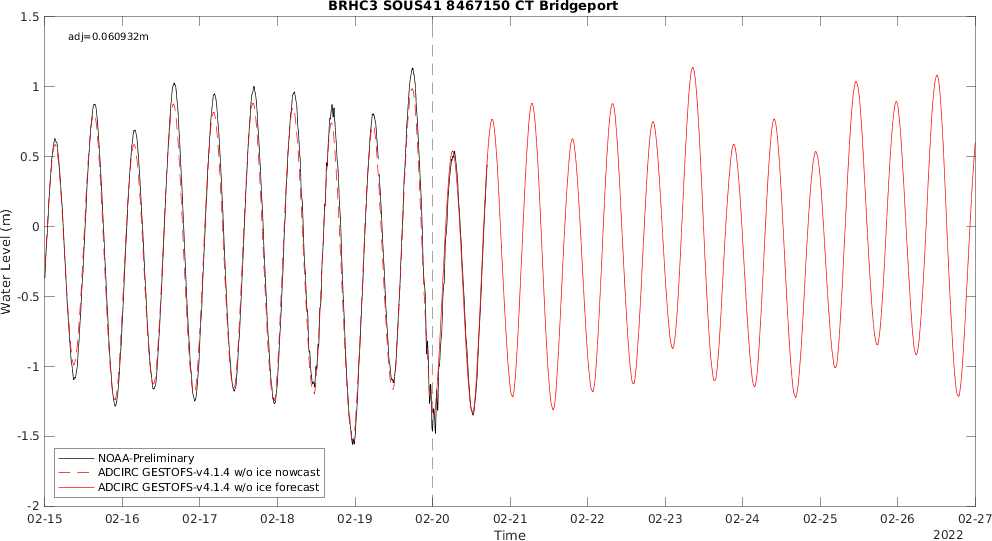 BRHC3 SOUS41 8467150 CT Bridgeport
adj=0.060932m
1.5
1
0.5
0
-0.5
-1
-1.5
-2
Water Level (m)
NOAA-Preliminary
ADCIRC GESTOFS-v4.1.4 w/o ice nowcast
ADCIRC GESTOFS-v4.1.4 w/o ice forecast
02-15 02-16 02-17 02-18 02-19 02-20 02-21 02-22 02-23 02-24 02-25 02-26 02-27
Time
2022